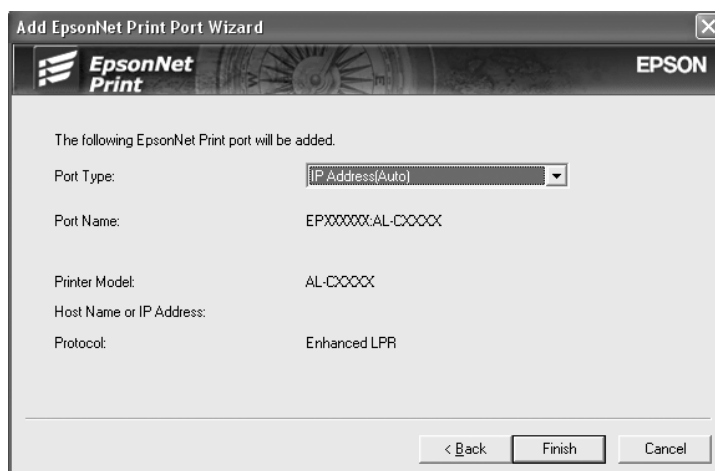 Add EpsonNet Print Port Wizard
EpsonNet
Print
EPSON
The following EpsonNet Print port will be added.
Port Type: IP Address(Auto)
Port Name: EPXXXXXX:AL-CXXXX
Printer Model: AL-CXXXX
Host Name or IP Address:
Protocol: Enhanced LPR
< Back Finish Cancel